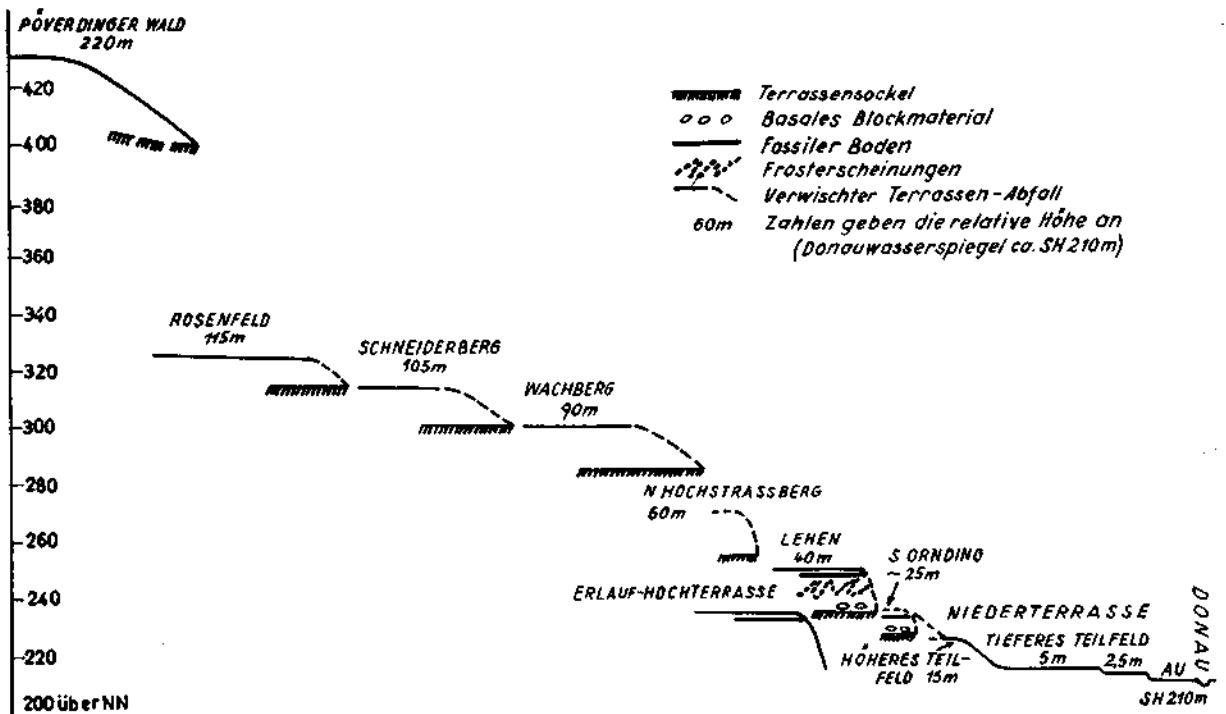 PÖVERDINGER WALD
220m
420
400
380
360
340
320
300
280
260
240
220
200 über NN
Terrassensockel
Basales Blockmaterial
Fossiler Boden
Frosterscheinungen
Verwischter Terrassen-Abfall
60m Zahlen geben die relative Höhe an
(Donauwasserspiegel ca. SH 210m)
ROSENFELD
115m
SCHNEIDERBERG
105m
WACHBERG
90m
N HOCHSTRASSBERG
60m
LEHEN
40m
S ORNDING
~25m
ERLAUF-HOCHTERRASSE
NIEDERTERRASSE
TIEFERES TEILFELD
5m
2,5m
HÖHERES TEIL-
FELD 15m
AU
SH 210m
DONAU